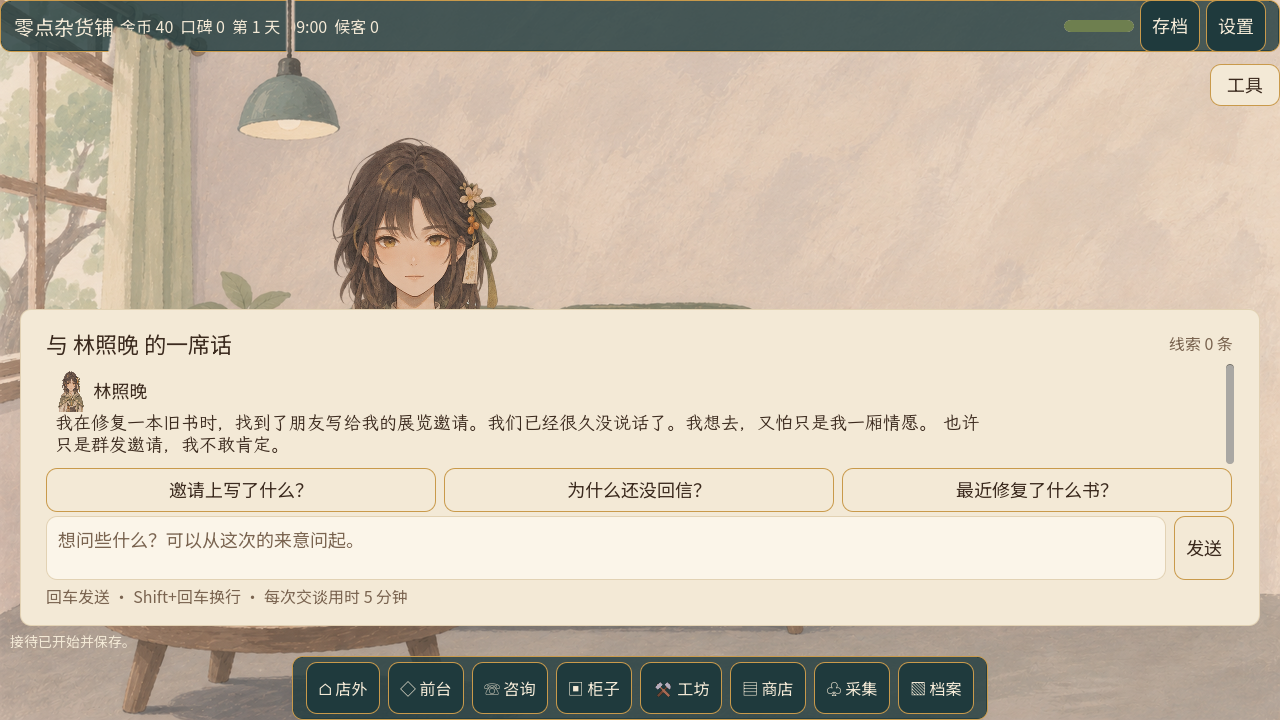 零点杂货铺 金币 40 口碑 0 第 1 天 9:00 候客 0
存档
设置
工具
与 林照晚 的一席话
线索 0 条
林照晚
我在修复一本旧书时，找到了朋友写给我的展览邀请。我们已经很久没说话了。我想去，又怕只是我一厢情愿。 也许
只是群发邀请，我不敢肯定。
邀请上写了什么？
为什么还没回信？
最近修复了什么书？
想问些什么？可以从这次的来意问起。
发送
回车发送 · Shift+回车换行 · 每次交谈用时 5 分钟
接待已开始并保存。
店外
前台
咨询
柜子
工坊
商店
采集
档案